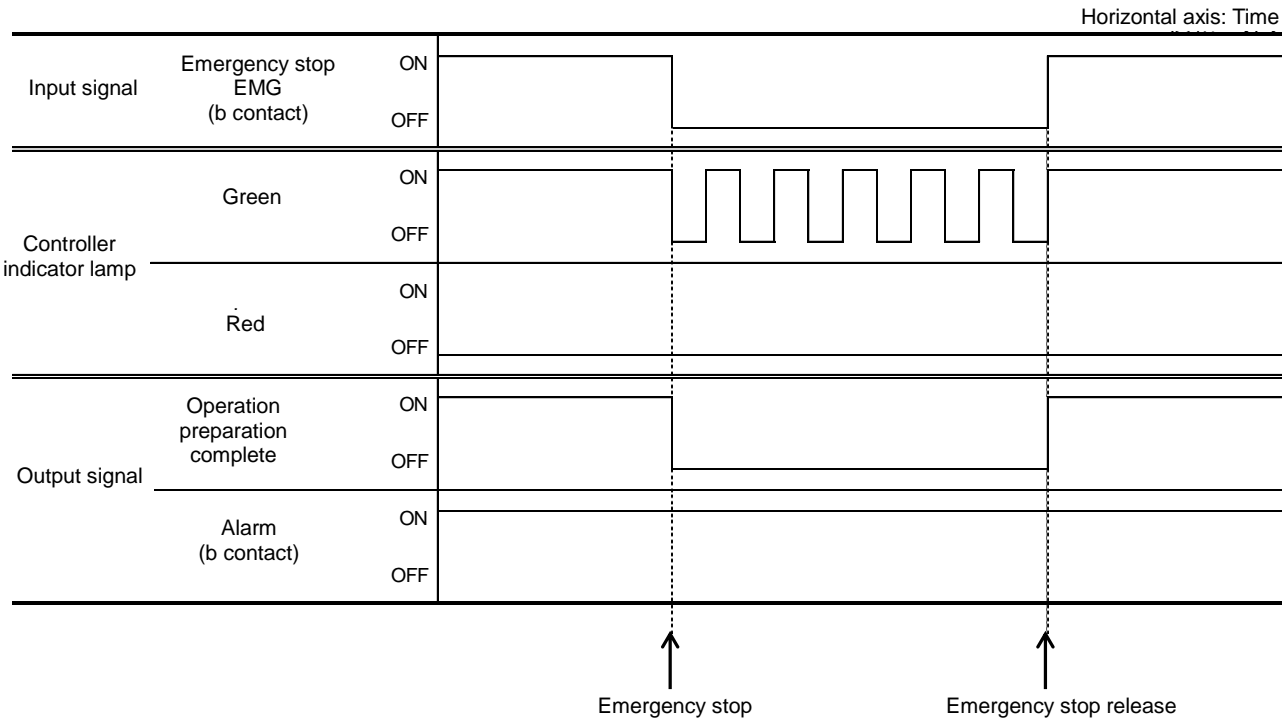 Horizontal axis: Time
Input signal
Emergency stop
EMG
(b contact)
ON
OFF
Controller
indicator lamp
Green
ON
OFF
Red
ON
OFF
Output signal
Operation
preparation
complete
ON
OFF
Alarm
(b contact)
ON
OFF
Emergency stop
Emergency stop release